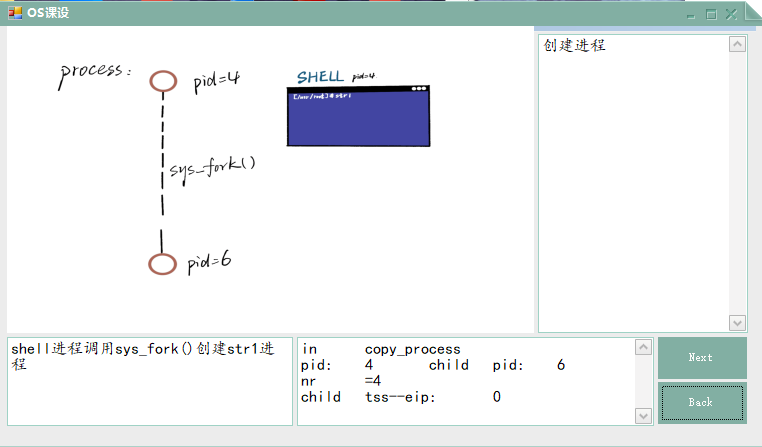 OS课设
process:
pid=4
SHELL pid=4
[/usr/root]# str1
sys_fork()
pid=6
创建进程
shell进程调用sys_fork()创建str1进
程
in copy_process
pid: 4 child pid: 6
nr =4
child tss--eip: 0
Next
Back